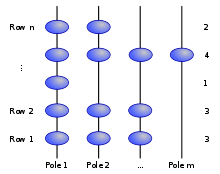 Row n 2
4
⋮ 1
Row 2 3
Row 1 3
Pole 1 Pole 2 ... Pole m